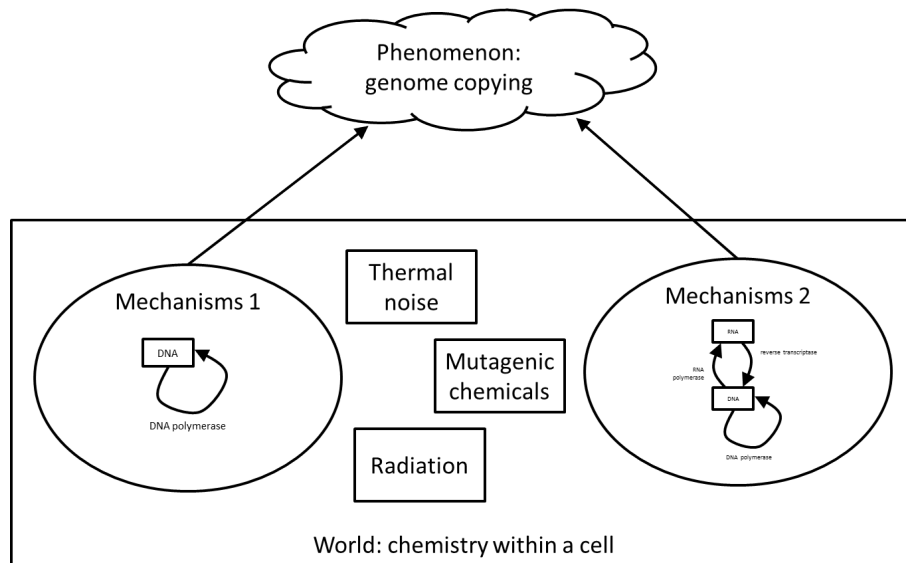 Phenomenon:
genome copying
Mechanisms 1
DNA
DNA polymerase
Thermal
noise
Mutagenic
chemicals
Radiation
Mechanisms 2
RNA
reverse transcriptase
RNA
polymerase
DNA
DNA polymerase
World: chemistry within a cell